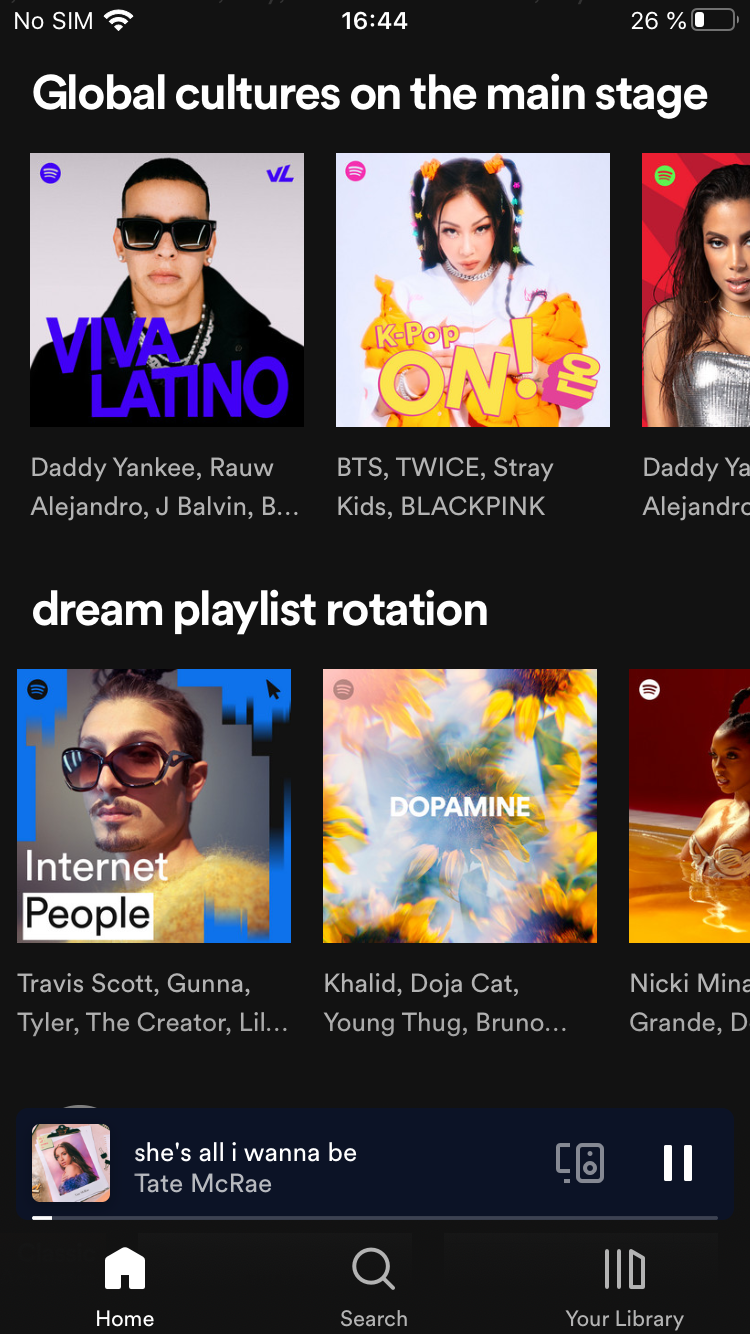 No SIM 16:44 26 %
Global cultures on the main stage
VL
VIVA
LATINO
K-Pop
ON! 온
Daddy Yankee, Rauw
Alejandro, J Balvin, B...
BTS, TWICE, Stray
Kids, BLACKPINK
Daddy Ya
Alejandro
dream playlist rotation
Internet
People
DOPAMINE
Travis Scott, Gunna,
Tyler, The Creator, Lil...
Khalid, Doja Cat,
Young Thug, Bruno...
Nicki Mina
Grande, D
she's all i wanna be
Tate McRae
Home Search Your Library